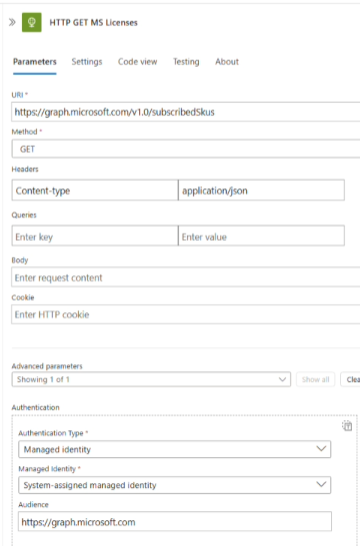 HTTP GET MS Licenses
Parameters Settings Code view Testing About
URI *
https://graph.microsoft.com/v1.0/subscribedSkus
Method *
GET
Headers
Content-type application/json
Queries
Enter key Enter value
Body
Enter request content
Cookie
Enter HTTP cookie
Advanced parameters
Showing 1 of 1 Show all Clea
Authentication
Authentication Type *
Managed identity
Managed Identity *
System-assigned managed identity
Audience
https://graph.microsoft.com